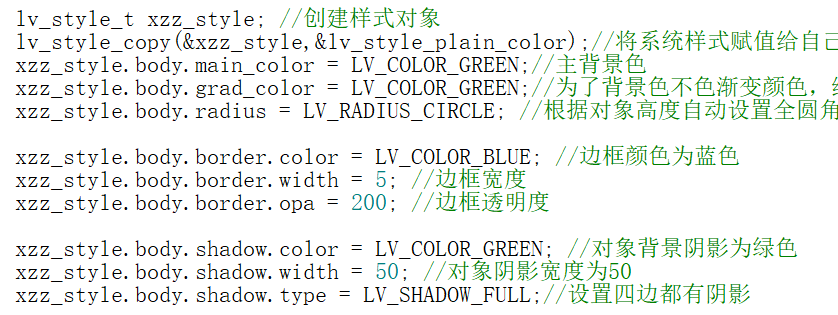 lv_style_t xzz_style; //创建样式对象
lv_style_copy(&xzz_style,&lv_style_plain_color);//将系统样式赋值给自己
xzz_style.body.main_color = LV_COLOR_GREEN;//主背景色
xzz_style.body.grad_color = LV_COLOR_GREEN;//为了背景色不色渐变颜色，
xzz_style.body.radius = LV_RADIUS_CIRCLE; //根据对象高度自动设置全圆角
xzz_style.body.border.color = LV_COLOR_BLUE; //边框颜色为蓝色
xzz_style.body.border.width = 5; //边框宽度
xzz_style.body.border.opa = 200; //边框透明度
xzz_style.body.shadow.color = LV_COLOR_GREEN; //对象背景阴影为绿色
xzz_style.body.shadow.width = 50; //对象阴影宽度为50
xzz_style.body.shadow.type = LV_SHADOW_FULL;//设置四边都有阴影